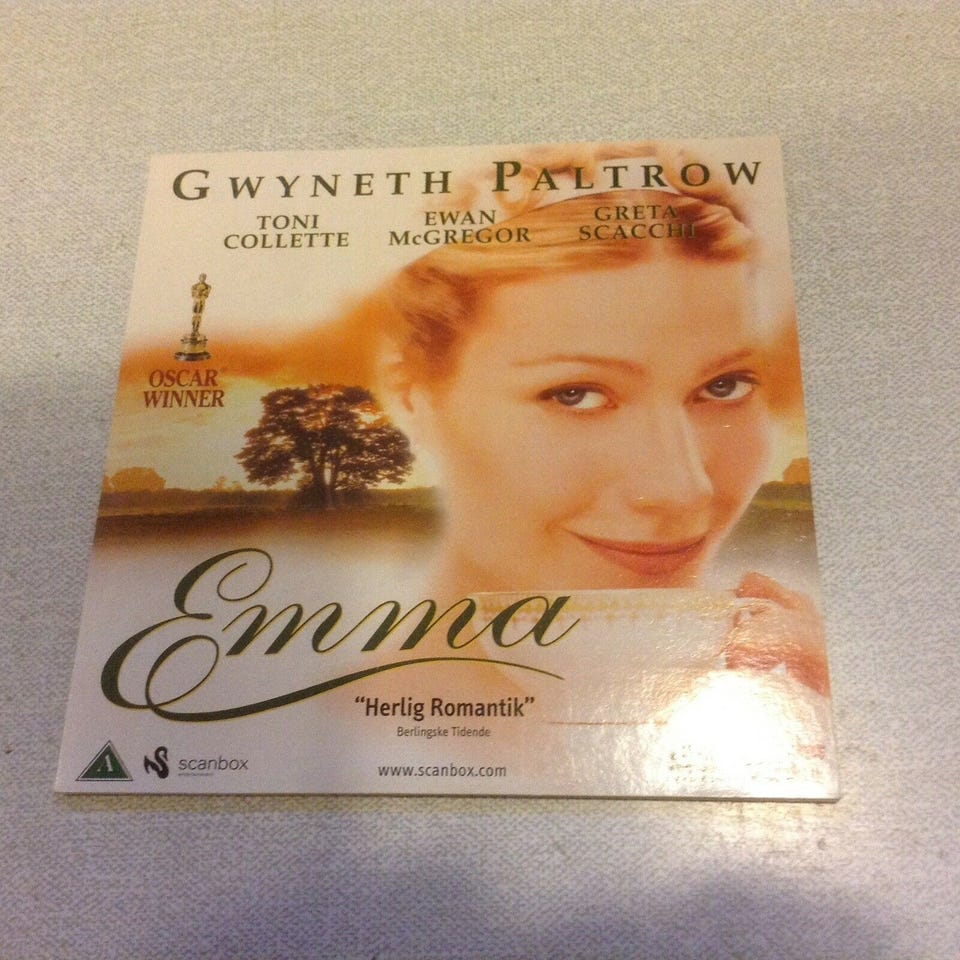 GWYNETH PALTROW
TONI COLLETTE
EWAN McGREGOR
GRETA SCACCHI
OSCAR® WINNER
Emma
"Herlig Romantik"
Berlingske Tidende
A
scanbox
entertainment
www.scanbox.com